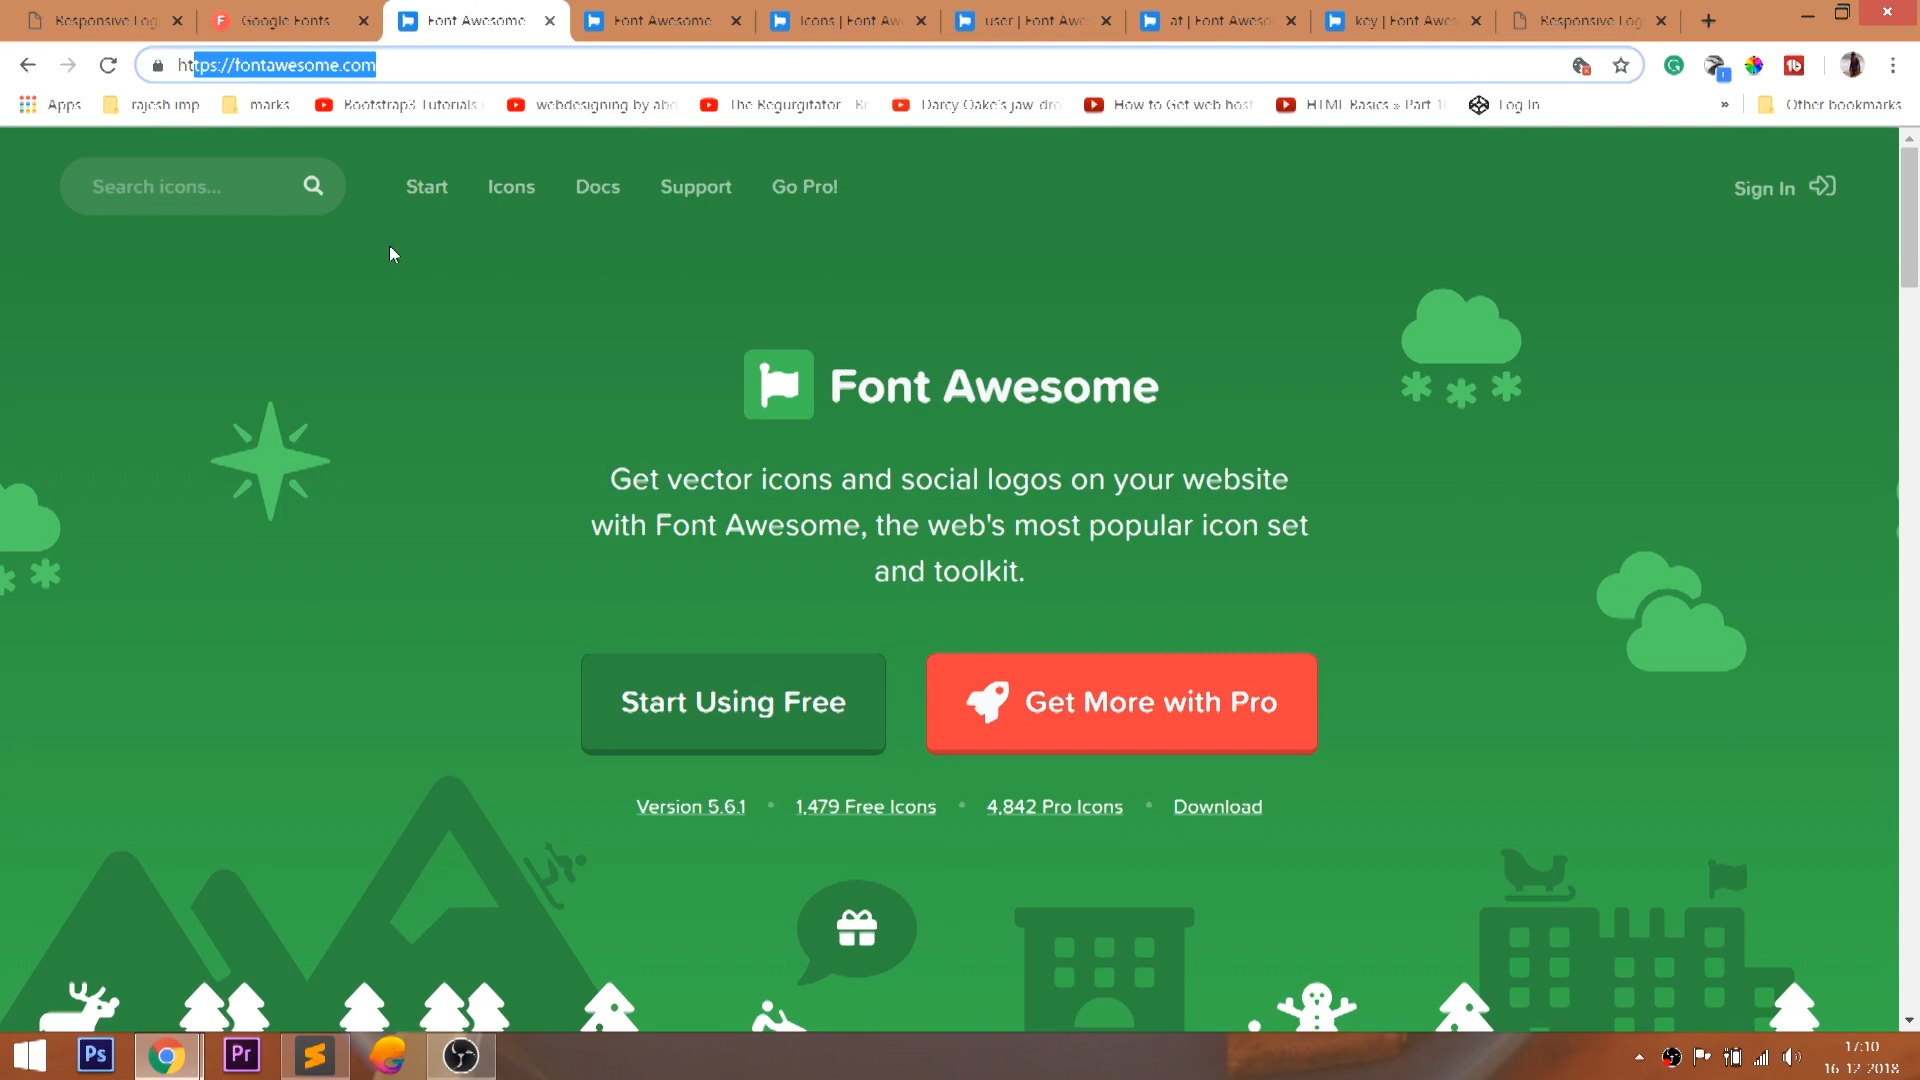 Responsive Log
Google Fonts
Font Awesome
Font Awesome
Icons | Font Aw
user | Font Awe
at | Font Aweso
key | Font Awes
Responsive Log
https://fontawesome.com
Apps
rajesh imp
marks
Bootstrap3 Tutorials
webdesigning by abd
The Regurgitator Br
Darcy Oake's jaw-dro
How to Get web host
HTML Basics » Part 1
Log In
»
Other bookmarks
Search icons...
Start
Icons
Docs
Support
Go Pro!
Sign In
Font Awesome
Get vector icons and social logos on your website
with Font Awesome, the web's most popular icon set
and toolkit.
Start Using Free
Get More with Pro
Version 5.6.1
1,479 Free Icons
4,842 Pro Icons
Download
Ps
Pr
17:10
16-12-2018